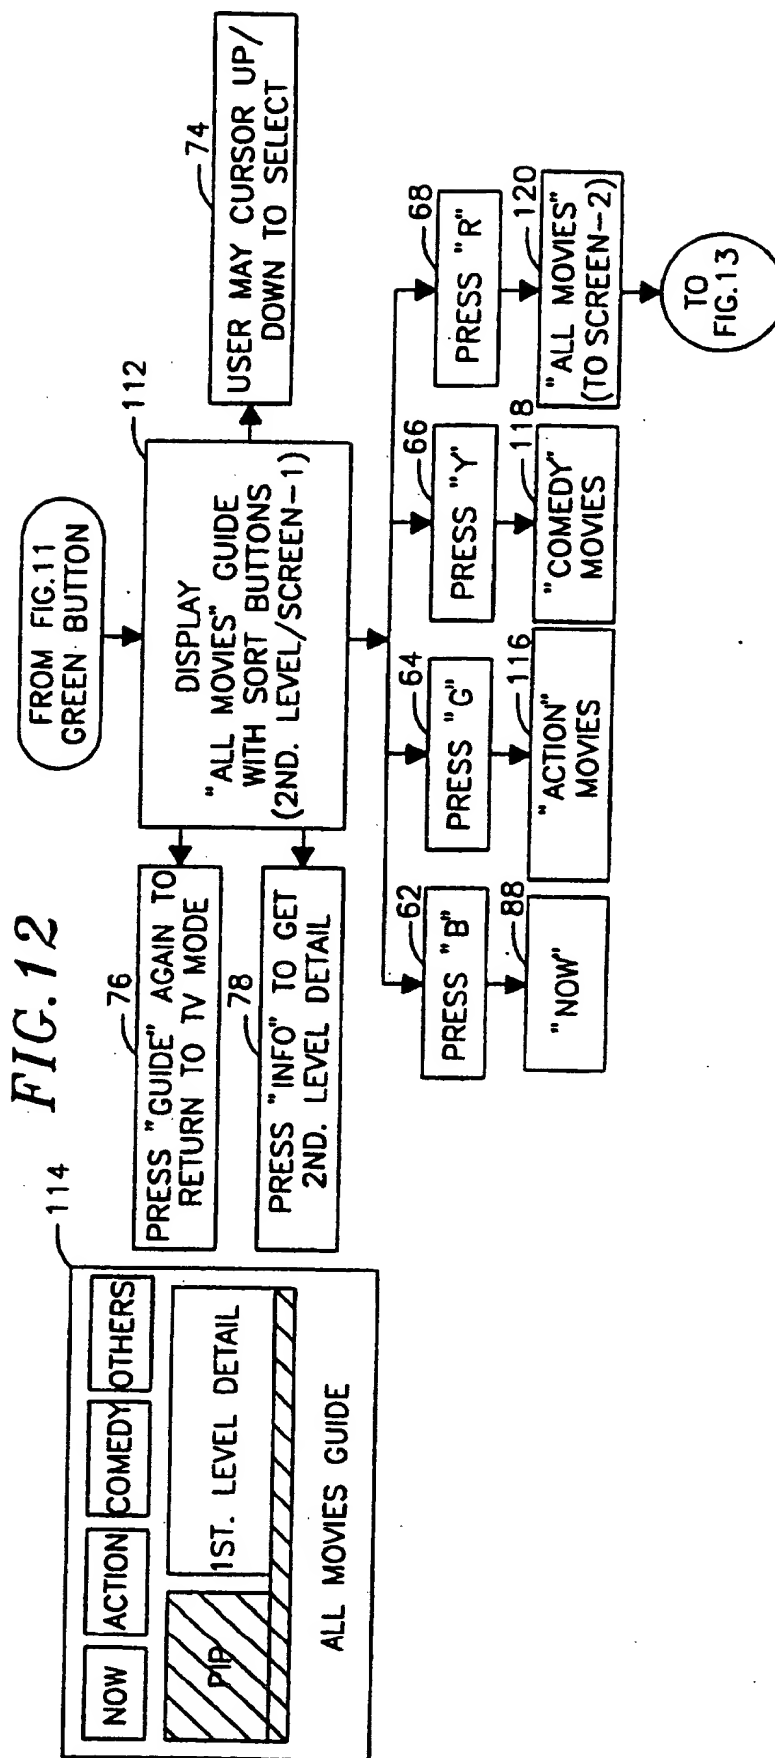 FIG.12
114
NOW
ACTION
COMEDY
OTHERS
PIP
1ST. LEVEL DETAIL
ALL MOVIES GUIDE
FROM FIG.11
GREEN BUTTON
112
DISPLAY
"ALL MOVIES" GUIDE
WITH SORT BUTTONS
(2ND. LEVEL/SCREEN-1)
74
USER MAY CURSOR UP/
DOWN TO SELECT
76
PRESS "GUIDE" AGAIN TO
RETURN TO TV MODE
78
PRESS "INFO" TO GET
2ND. LEVEL DETAIL
62
PRESS "B"
64
PRESS "G"
66
PRESS "Y"
68
PRESS "R"
88
"NOW"
116
"ACTION"
MOVIES
118
"COMEDY"
MOVIES
120
"ALL MOVIES"
(TO SCREEN-2)
TO
FIG.13